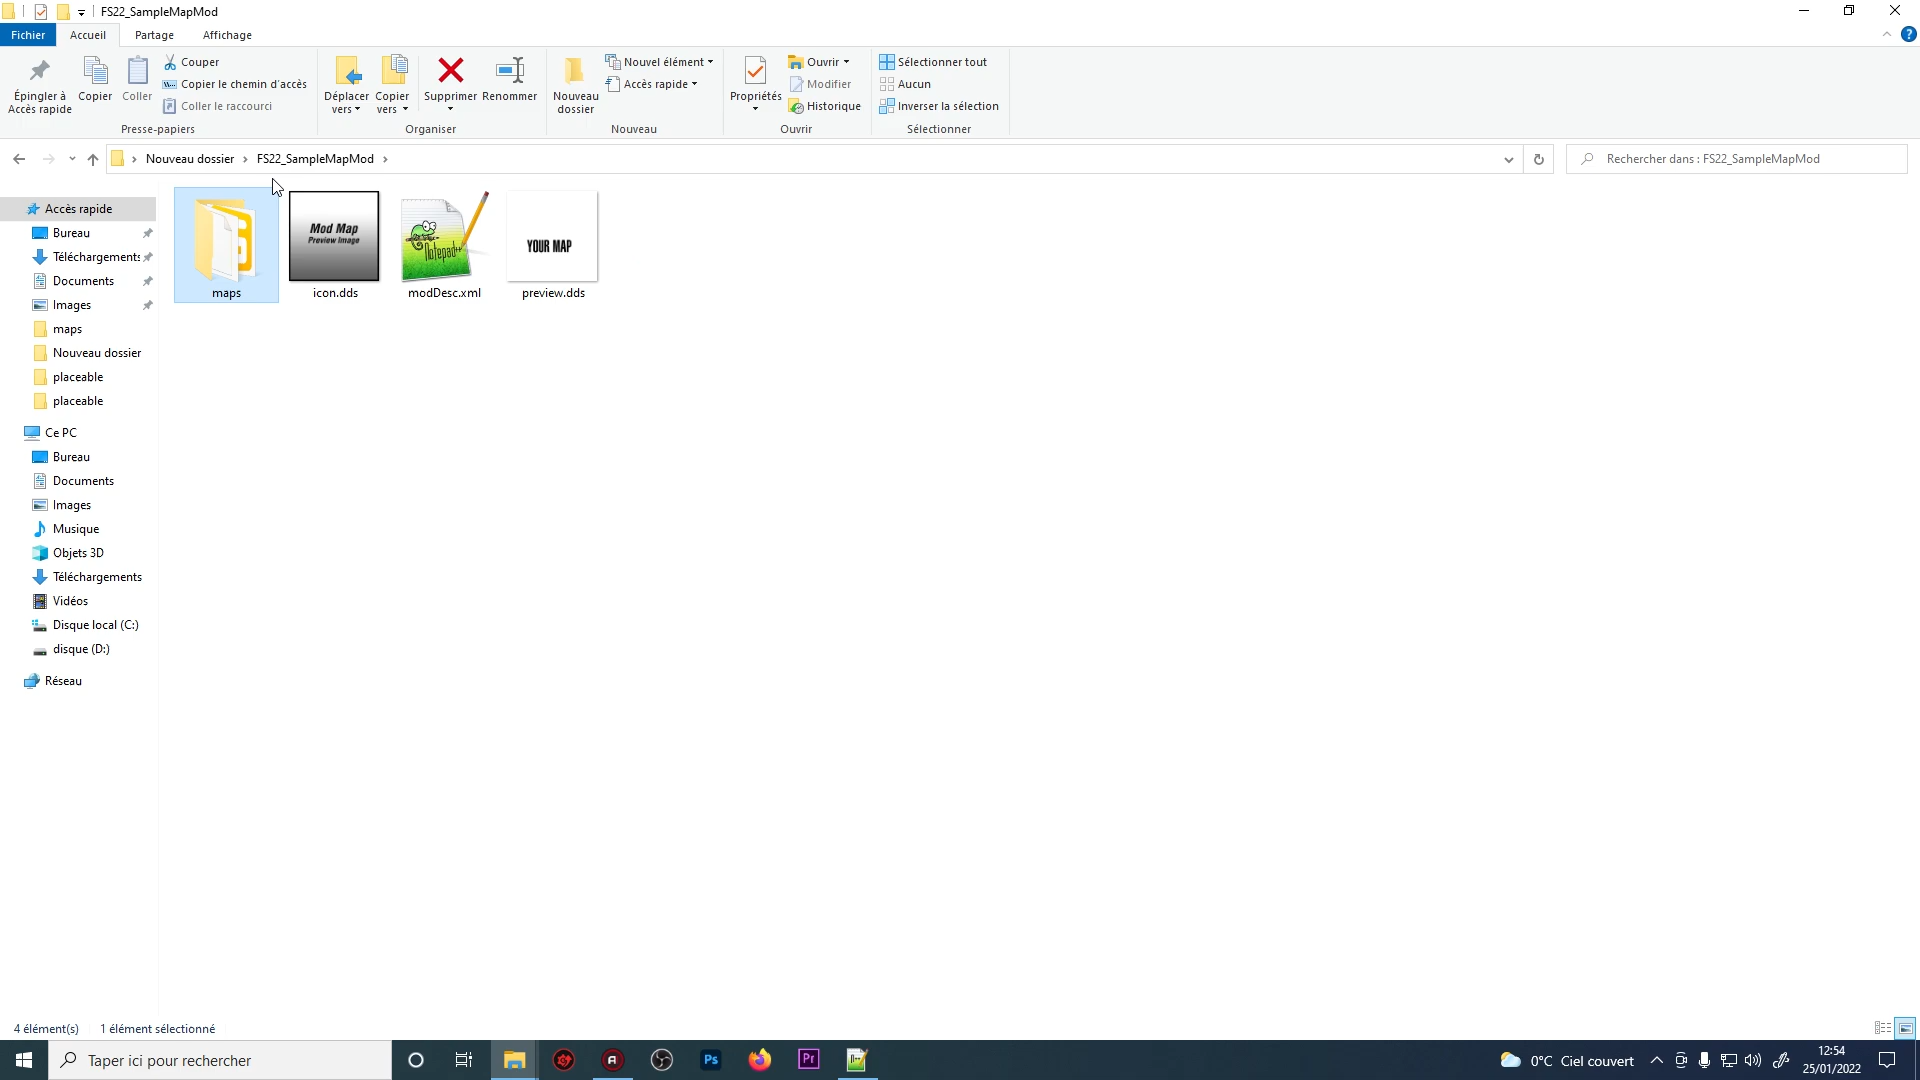 FS22_SampleMapMod
Fichier
Accueil
Partage
Affichage
Épingler à
Accès rapide
Copier
Coller
Couper
Copier le chemin d'accès
Coller le raccourci
Presse-papiers
Déplacer
vers
Copier
vers
Supprimer
Renommer
Organiser
Nouveau
dossier
Nouvel élément
Accès rapide
Nouveau
Propriétés
Ouvrir
Modifier
Historique
Ouvrir
Sélectionner tout
Aucun
Inverser la sélection
Sélectionner
Nouveau dossier
FS22_SampleMapMod
Rechercher dans : FS22_SampleMapMod
Accès rapide
Bureau
Téléchargements
Documents
Images
maps
Nouveau dossier
placeable
placeable
Ce PC
Bureau
Documents
Images
Musique
Objets 3D
Téléchargements
Vidéos
Disque local (C:)
disque (D:)
Réseau
maps
Mod Map
Preview Image
icon.dds
Notepad++
modDesc.xml
YOUR MAP
preview.dds
4 élément(s)
1 élément sélectionné
Taper ici pour rechercher
Ps
Pr
0°C Ciel couvert
12:54
25/01/2022